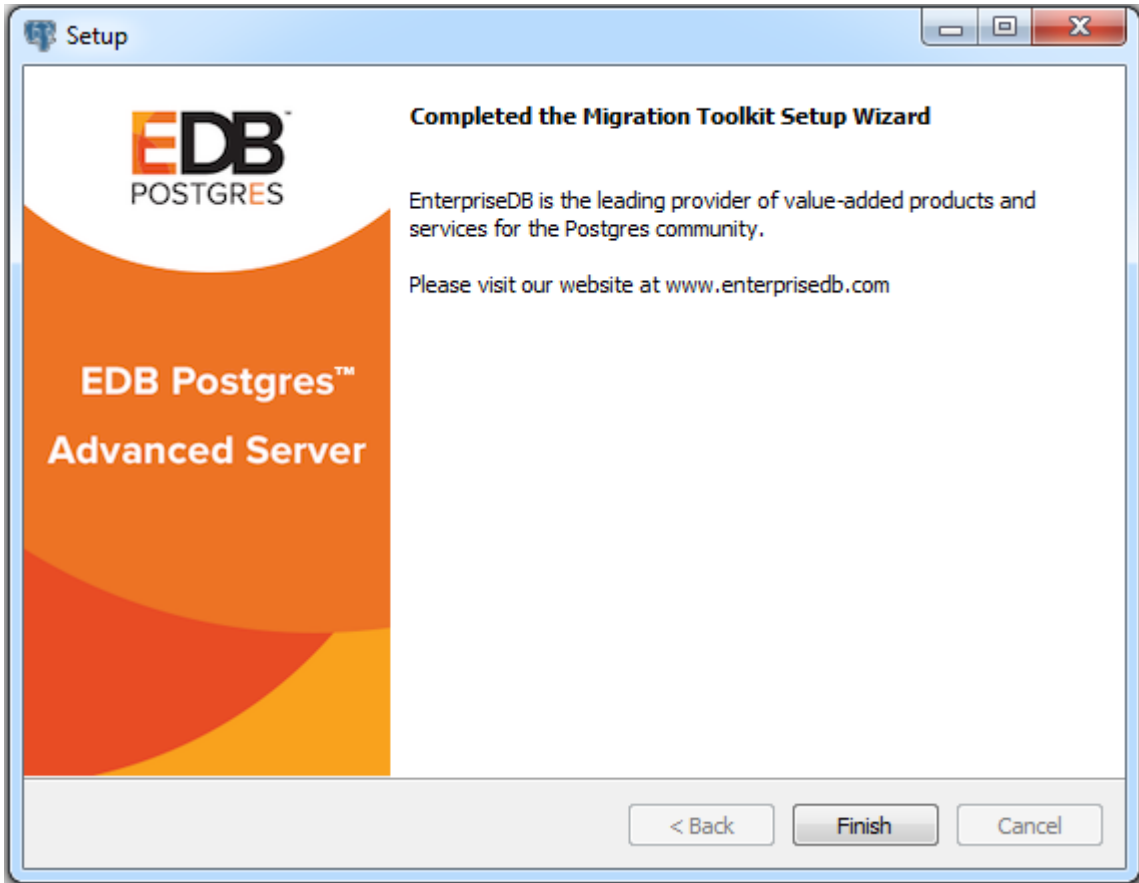 Setup
EDB™
POSTGRES
Completed the Migration Toolkit Setup Wizard
EnterpriseDB is the leading provider of value-added products and
services for the Postgres community.
Please visit our website at www.enterprisedb.com
EDB Postgres™
Advanced Server
< Back
Finish
Cancel